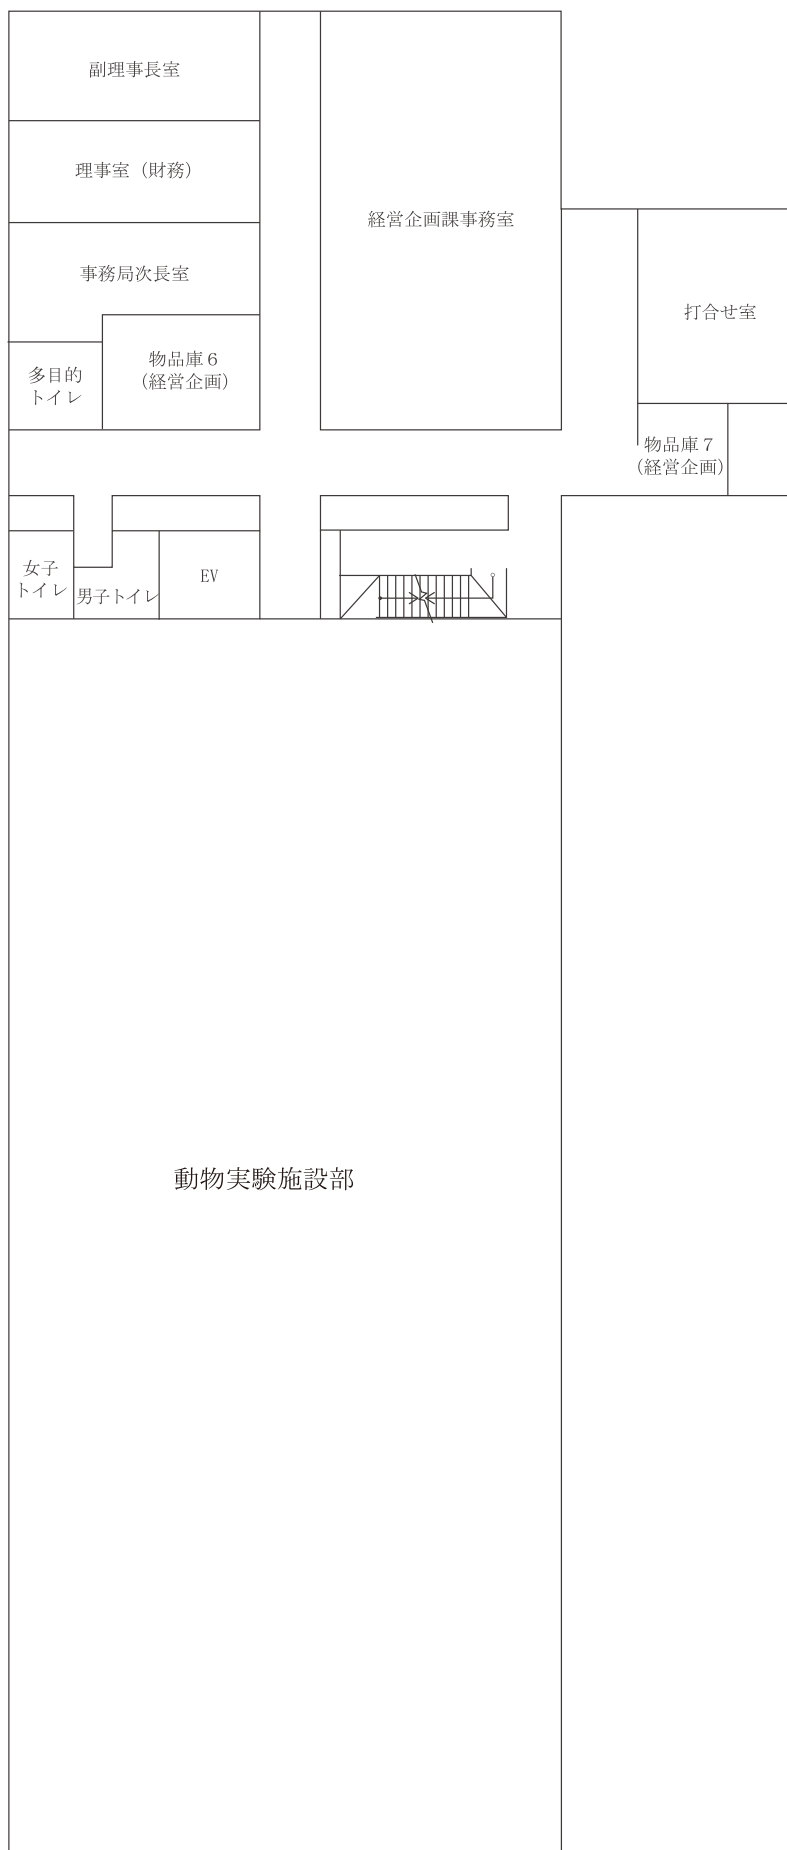 副理事長室
理事室（財務）
経営企画課事務室
事務局次長室
打合せ室
物品庫６
（経営企画）
多目的
トイレ
物品庫７
（経営企画）
女子
トイレ
男子トイレ
EV
動物実験施設部